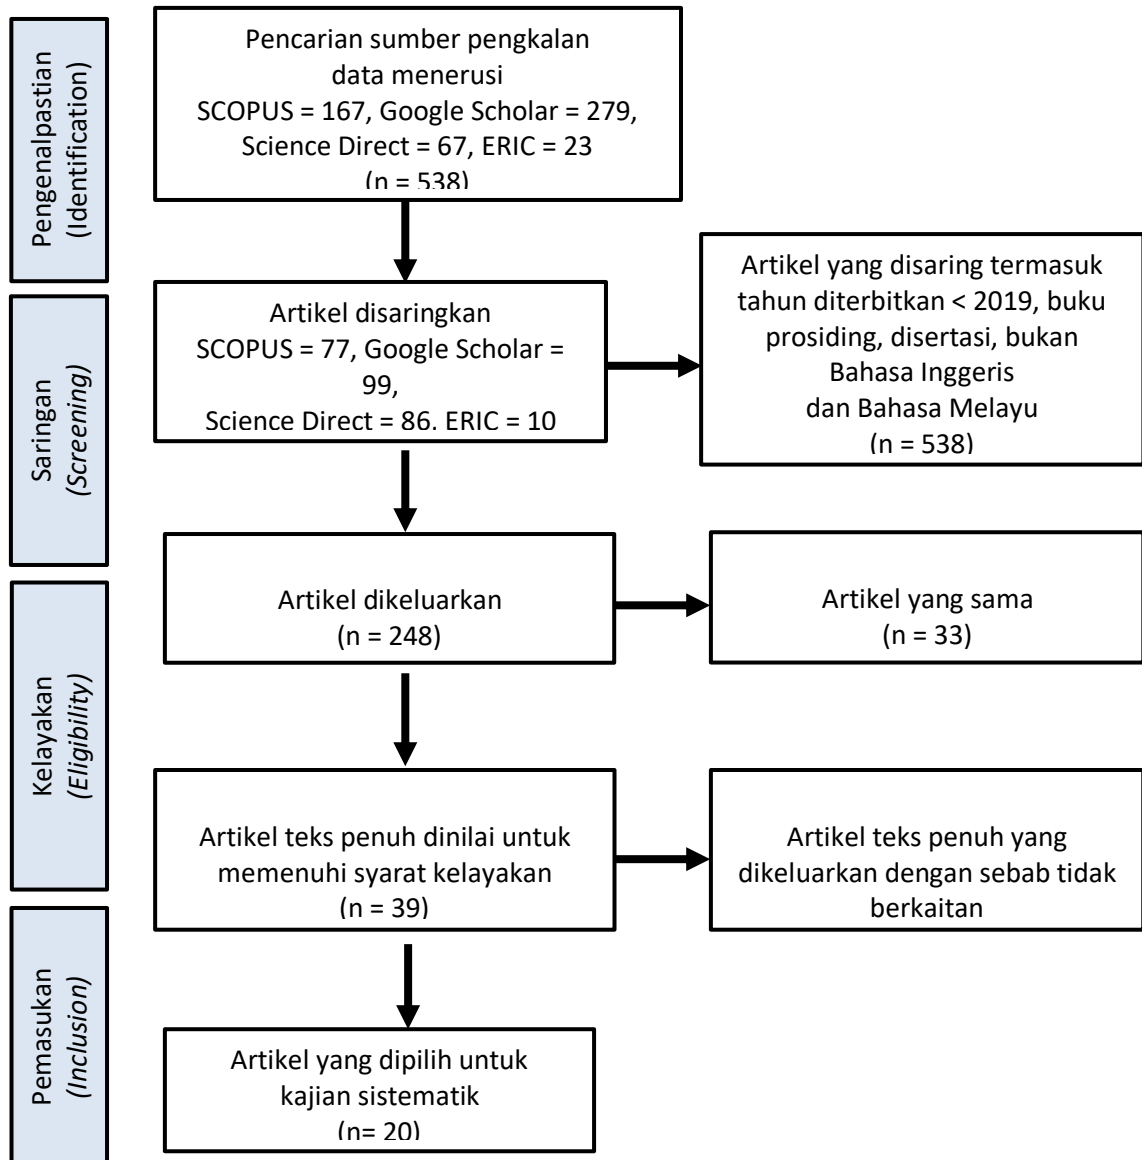 Pengenalpastian
(Identification)
Pencarian sumber pengkalan
data menerusi
SCOPUS = 167, Google Scholar = 279,
Science Direct = 67, ERIC = 23
(n = 538)
Saringan
(Screening)
Artikel disaringkan
SCOPUS = 77, Google Scholar =
99,
Science Direct = 86. ERIC = 10
Artikel yang disaring termasuk
tahun diterbitkan < 2019, buku
prosiding, disertasi, bukan
Bahasa Inggeris
dan Bahasa Melayu
(n = 538)
Artikel dikeluarkan
(n = 248)
Artikel yang sama
(n = 33)
Kelayakan
(Eligibility)
Artikel teks penuh dinilai untuk
memenuhi syarat kelayakan
(n = 39)
Artikel teks penuh yang
dikeluarkan dengan sebab tidak
berkaitan
Pemasukan
(Inclusion)
Artikel yang dipilih untuk
kajian sistematik
(n= 20)